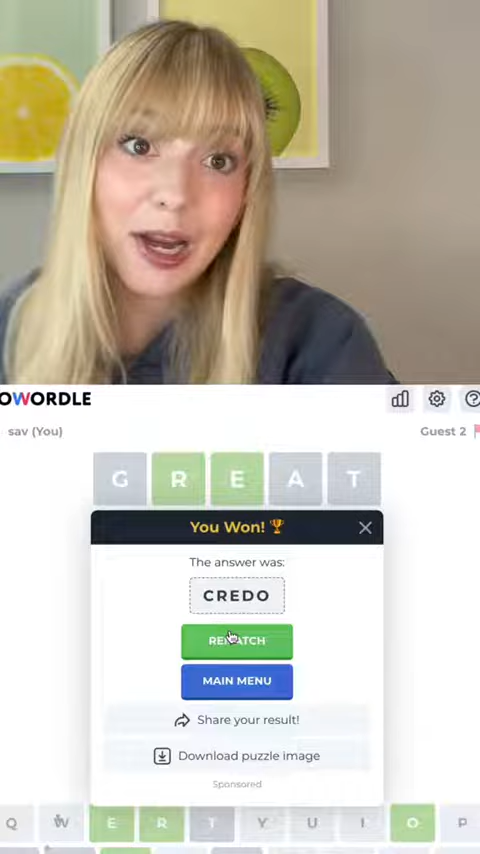 OWORDLE
sav (You) Guest 2
G R E A T
You Won! 🏆
The answer was:
CREDO
REMATCH
MAIN MENU
Share your result!
Download puzzle image
Sponsored
Q W E R T Y U I O P